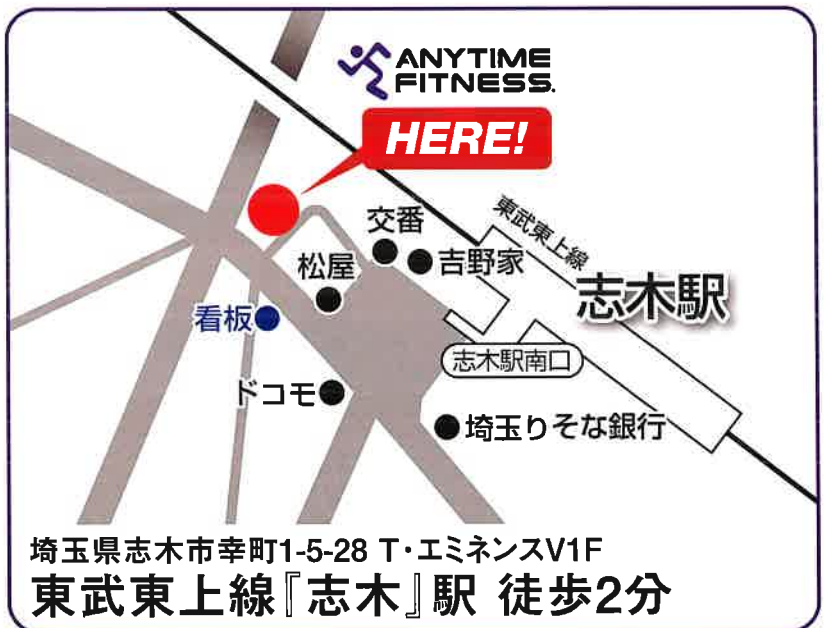 ANYTIME
FITNESS.
HERE!
交番
吉野家
東武東上線
志木駅
松屋
看板
志木駅南口
ドコモ
埼玉りそな銀行
埼玉県志木市幸町1-5-28 T・エミネンスV1F
東武東上線『志木』駅 徒歩2分